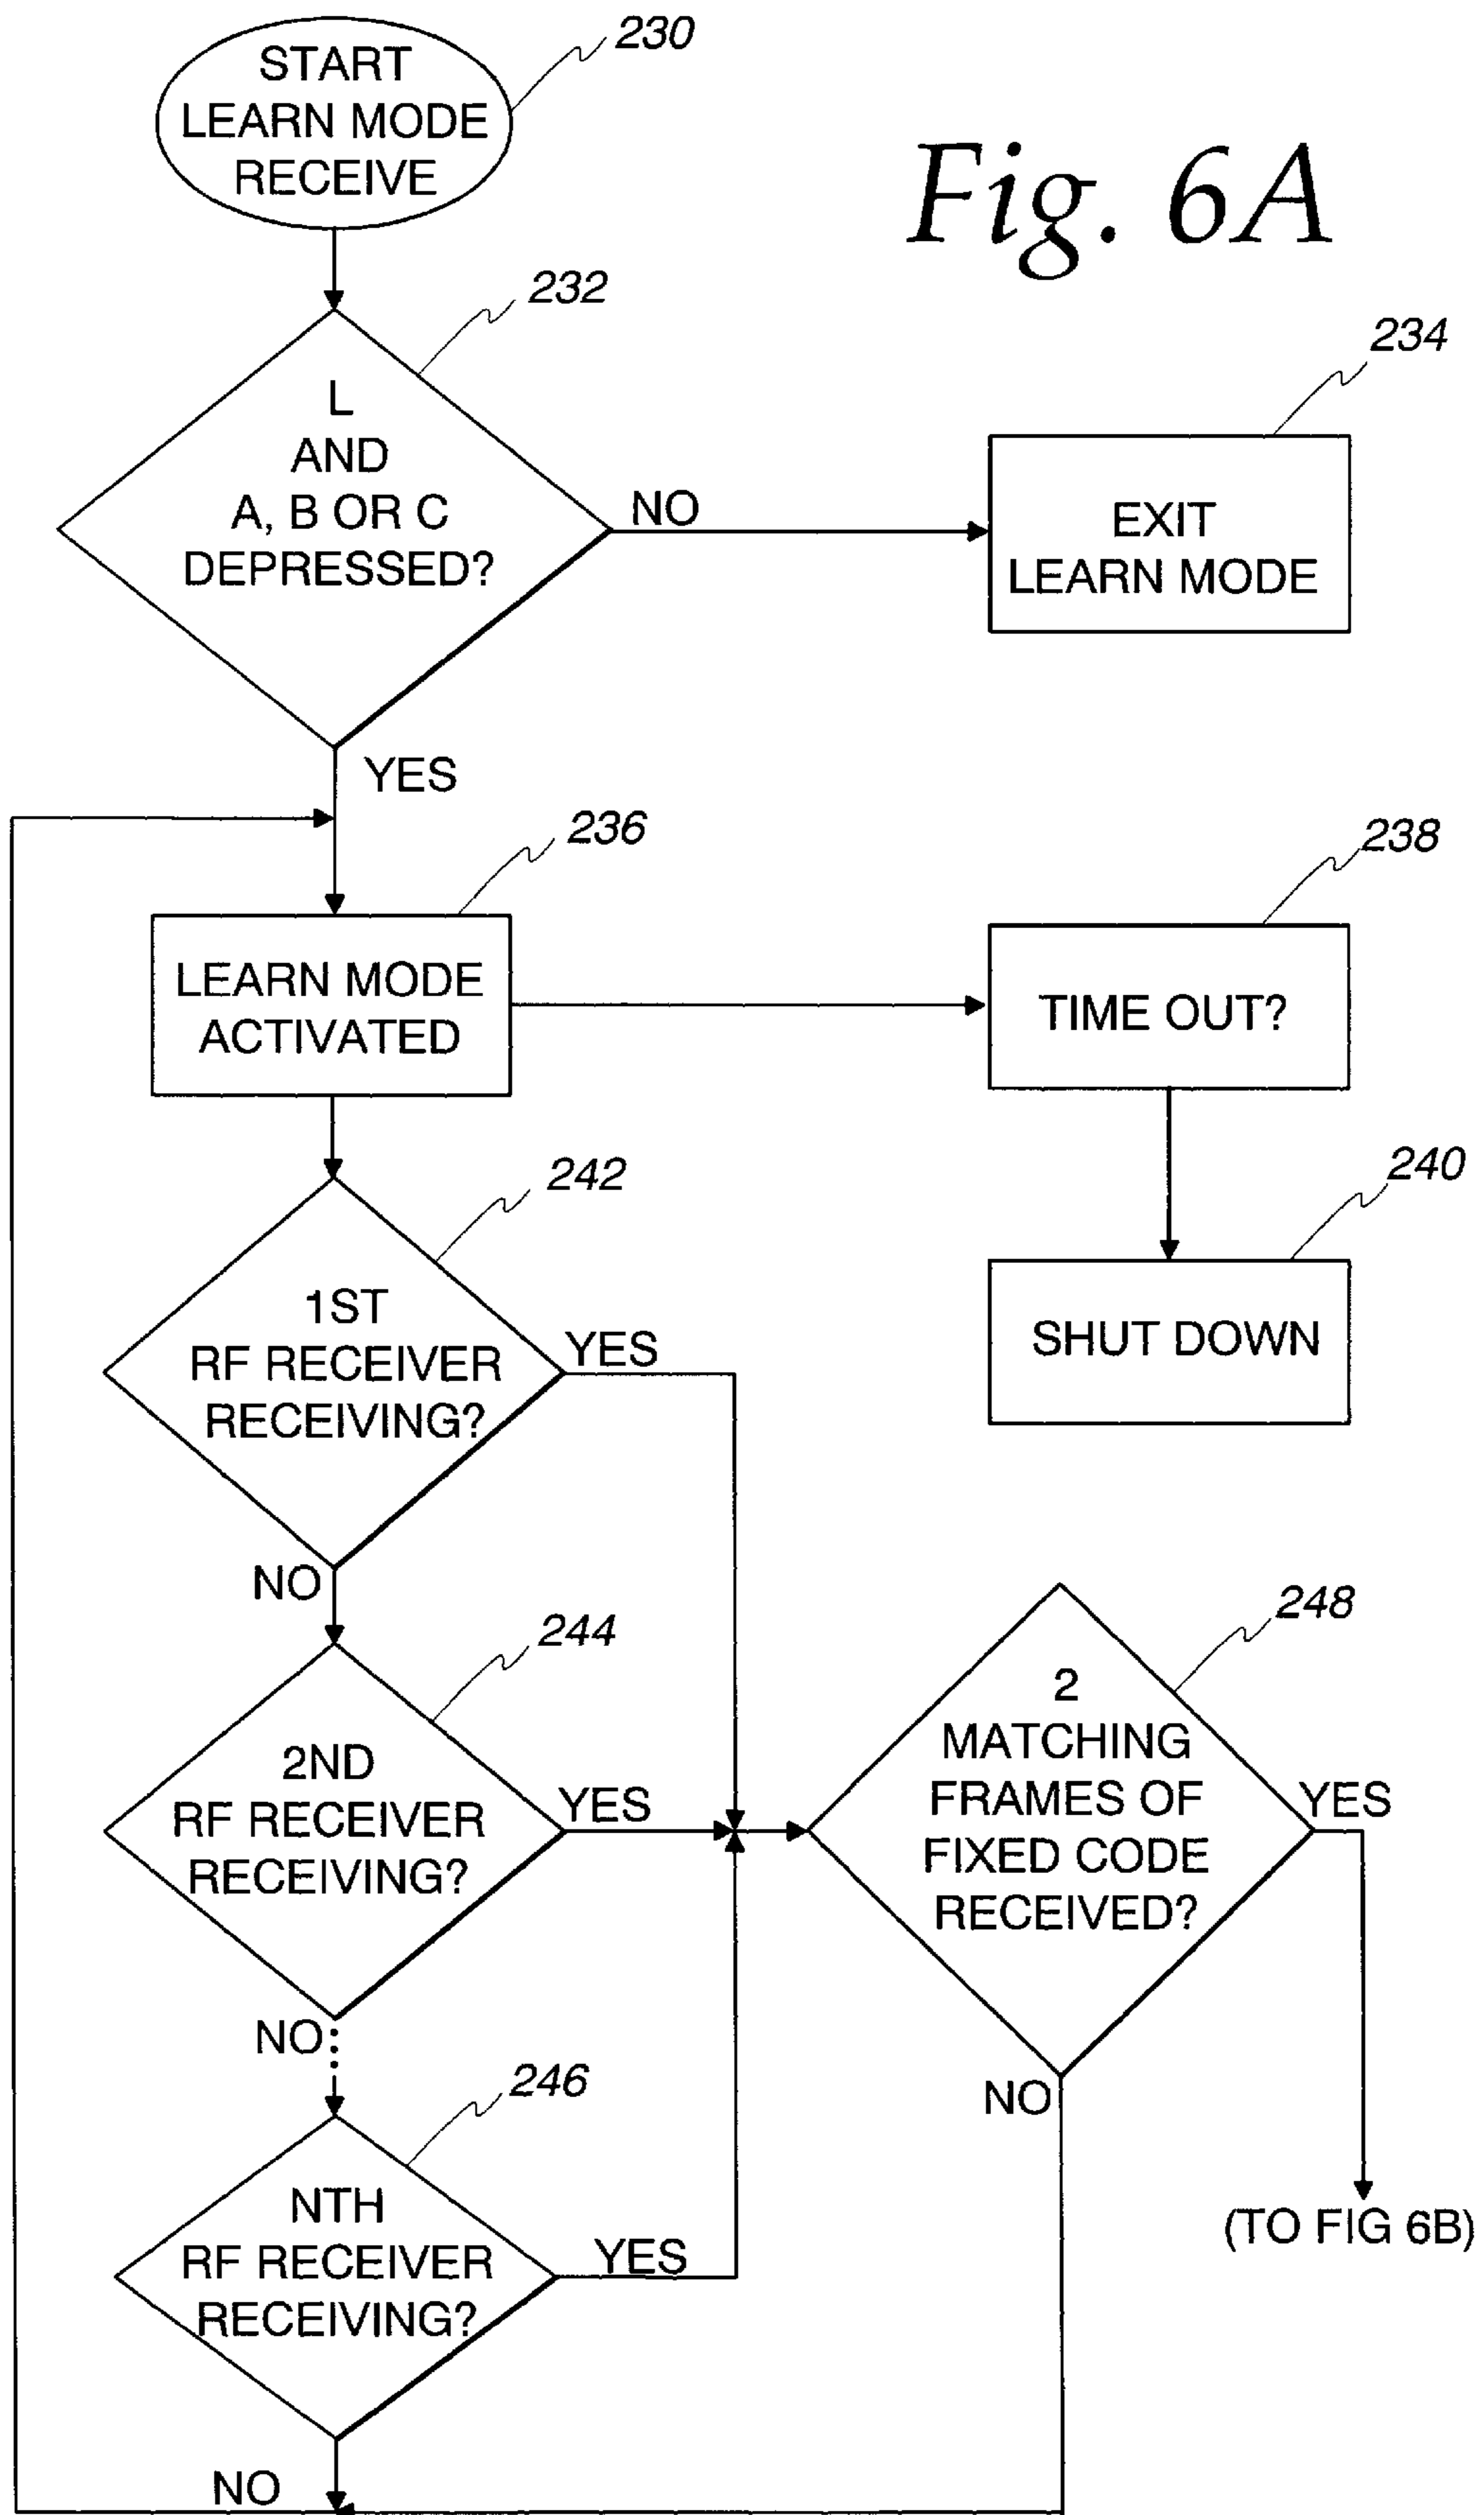 START
LEARN MODE
RECEIVE
230
Fig. 6A
232
L
AND
A, B OR C
DEPRESSED?
NO
234
EXIT
LEARN MODE
YES
236
LEARN MODE
ACTIVATED
238
TIME OUT?
240
SHUT DOWN
242
1ST
RF RECEIVER
RECEIVING?
YES
NO
244
2ND
RF RECEIVER
RECEIVING?
YES
NO
248
2
MATCHING
FRAMES OF
FIXED CODE
RECEIVED?
YES
NO
(TO FIG 6B)
246
NTH
RF RECEIVER
RECEIVING?
YES
NO